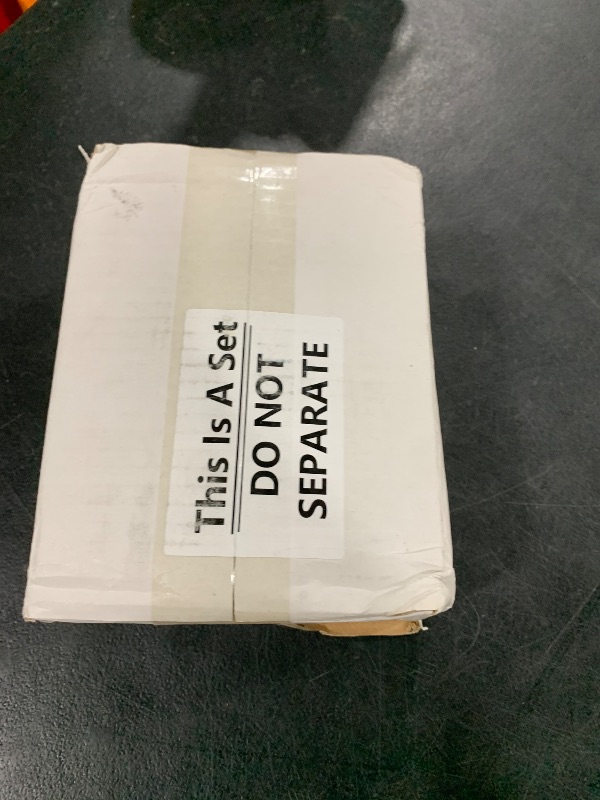 This Is A Set
DO NOT
SEPARATE